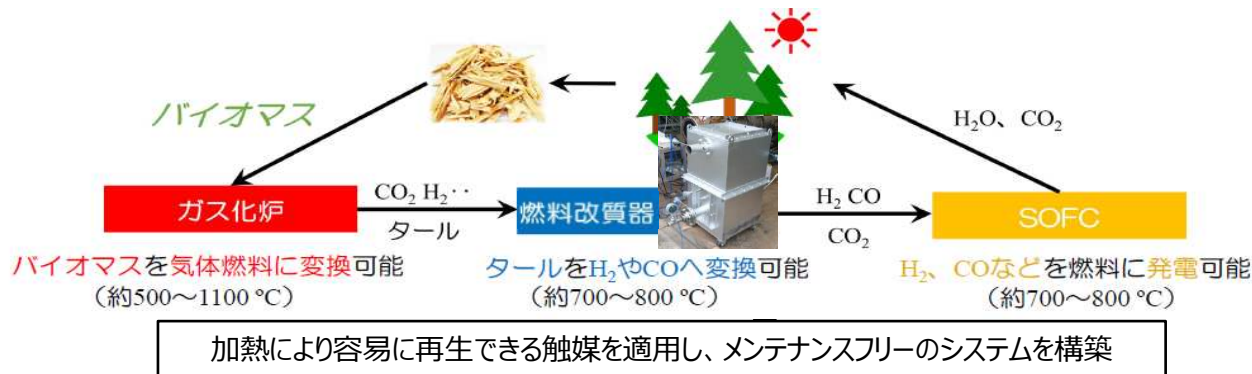 バイオマス
H₂O、CO₂
ガス化炉
CO₂ H₂‥
タール
燃料改質器
H₂ CO
CO₂
SOFC
バイオマスを気体燃料に変換可能
（約500～1100 ℃）
タールをH₂やCOへ変換可能
（約700～800 ℃）
H₂、COなどを燃料に発電可能
（約700～800 ℃）
加熱により容易に再生できる触媒を適用し、メンテナンスフリーのシステムを構築